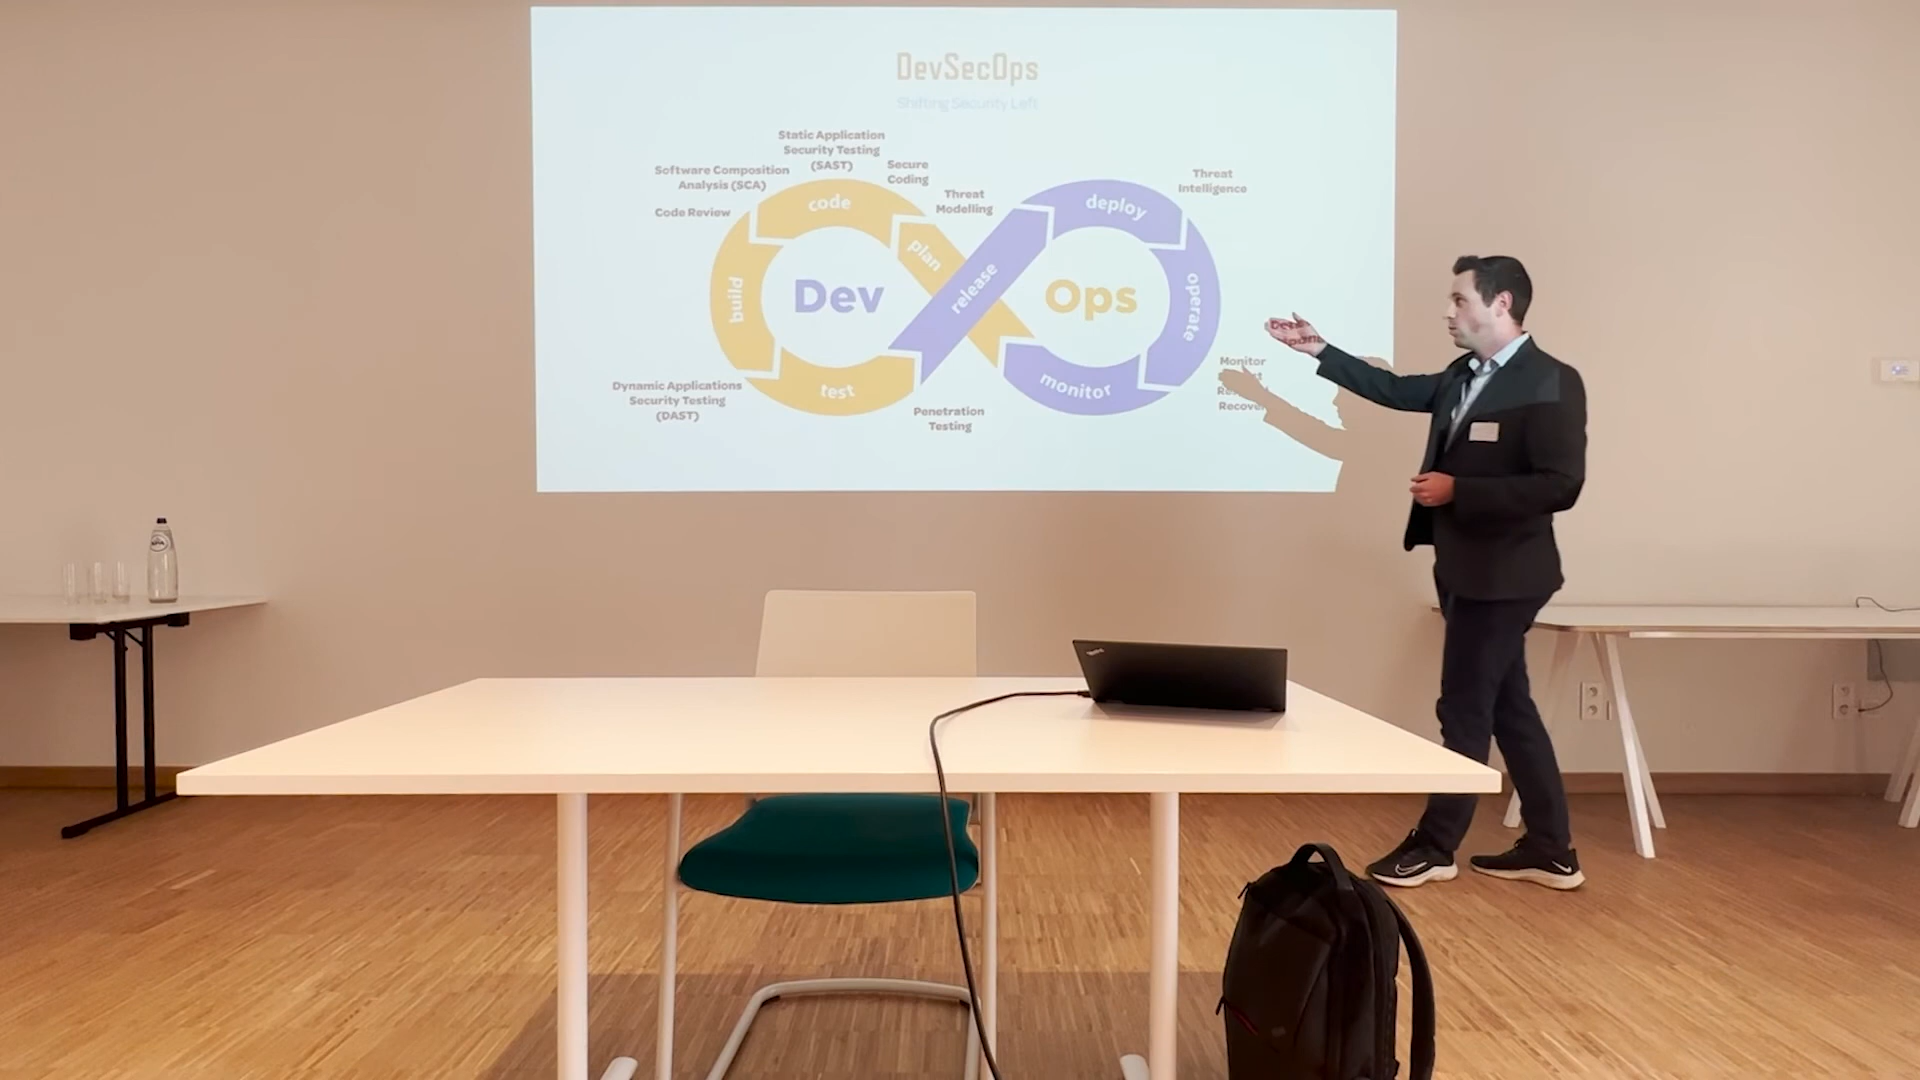 DevSecOps
Shifting Security Left
Static Application
Security Testing
(SAST)
Secure
Coding
Software Composition
Analysis (SCA)
Threat
Modelling
Code Review
Threat
Intelligence
code
plan
build
Dev
test
release
deploy
Ops
operate
monitor
Dynamic Applications
Security Testing
(DAST)
Penetration
Testing
Monitor
Recover